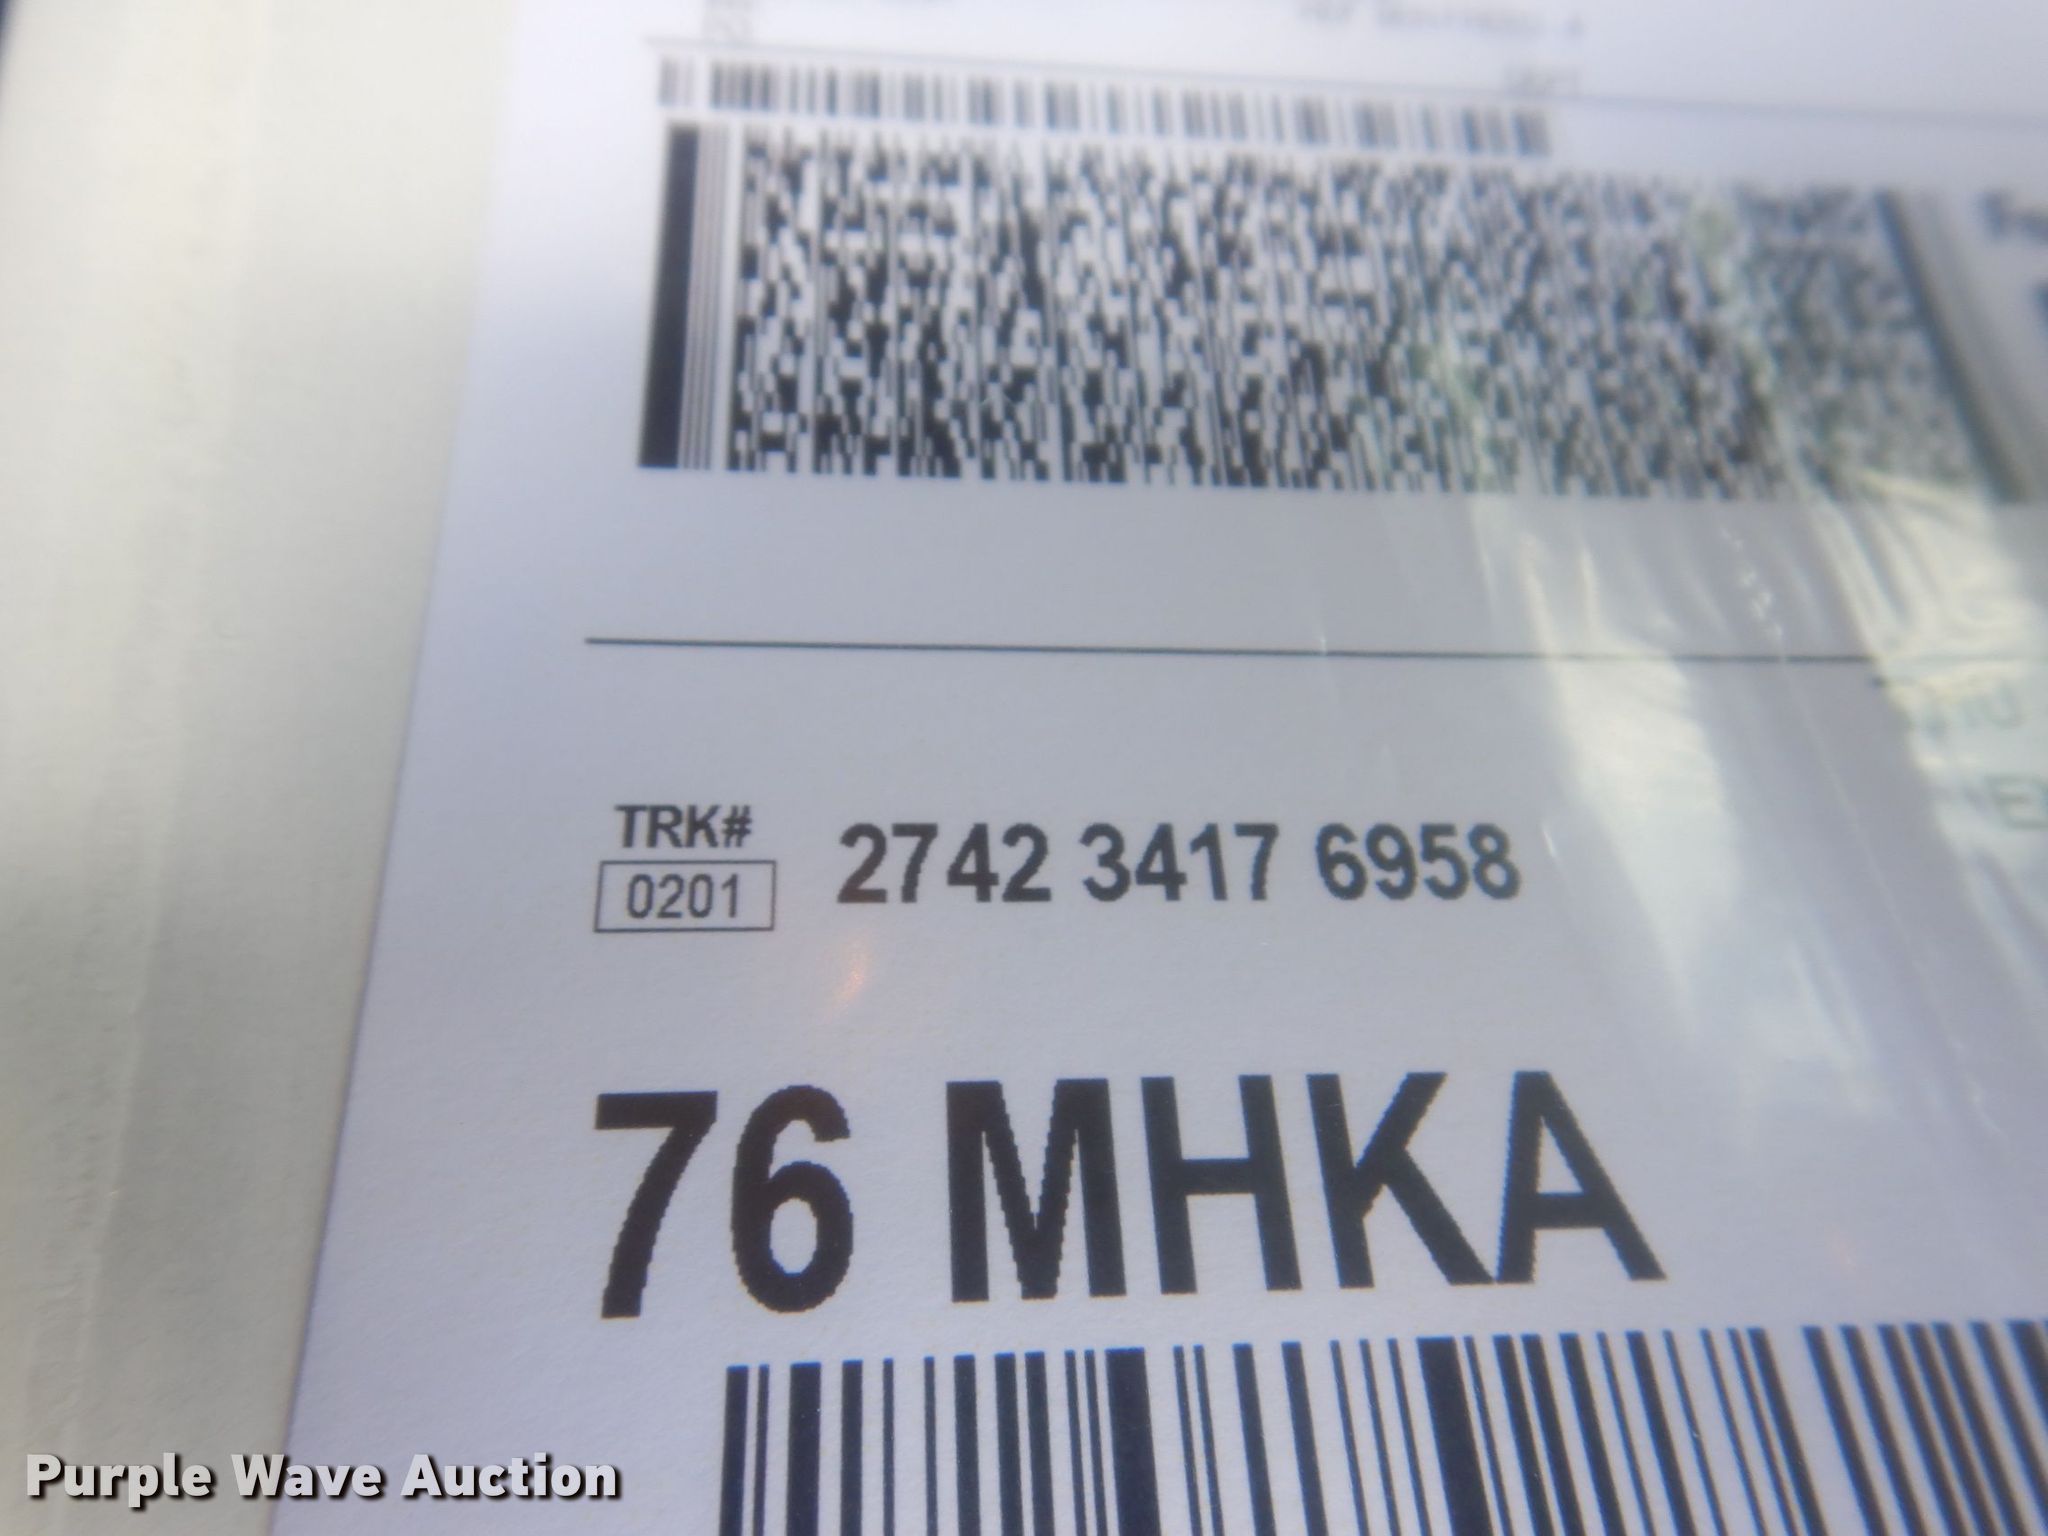 TRK#
0201
2742 3417 6958
76 MHKA
Purple Wave Auction